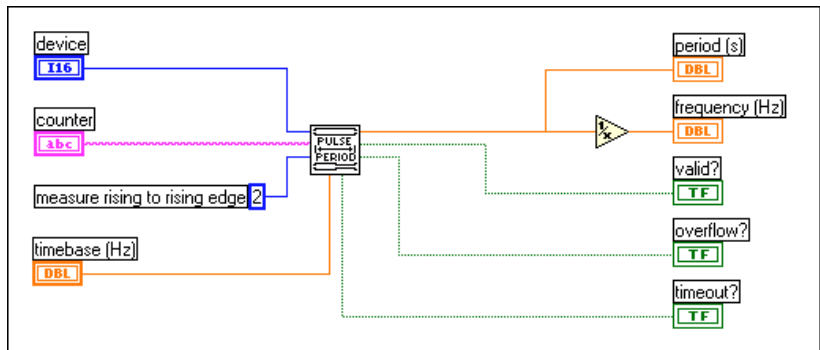 device
I16
counter
abc
measure rising to rising edge 2
timebase (Hz)
DBL
PULSE
PERIOD
1/x
period (s)
DBL
frequency (Hz)
DBL
valid?
TF
overflow?
TF
timeout?
TF